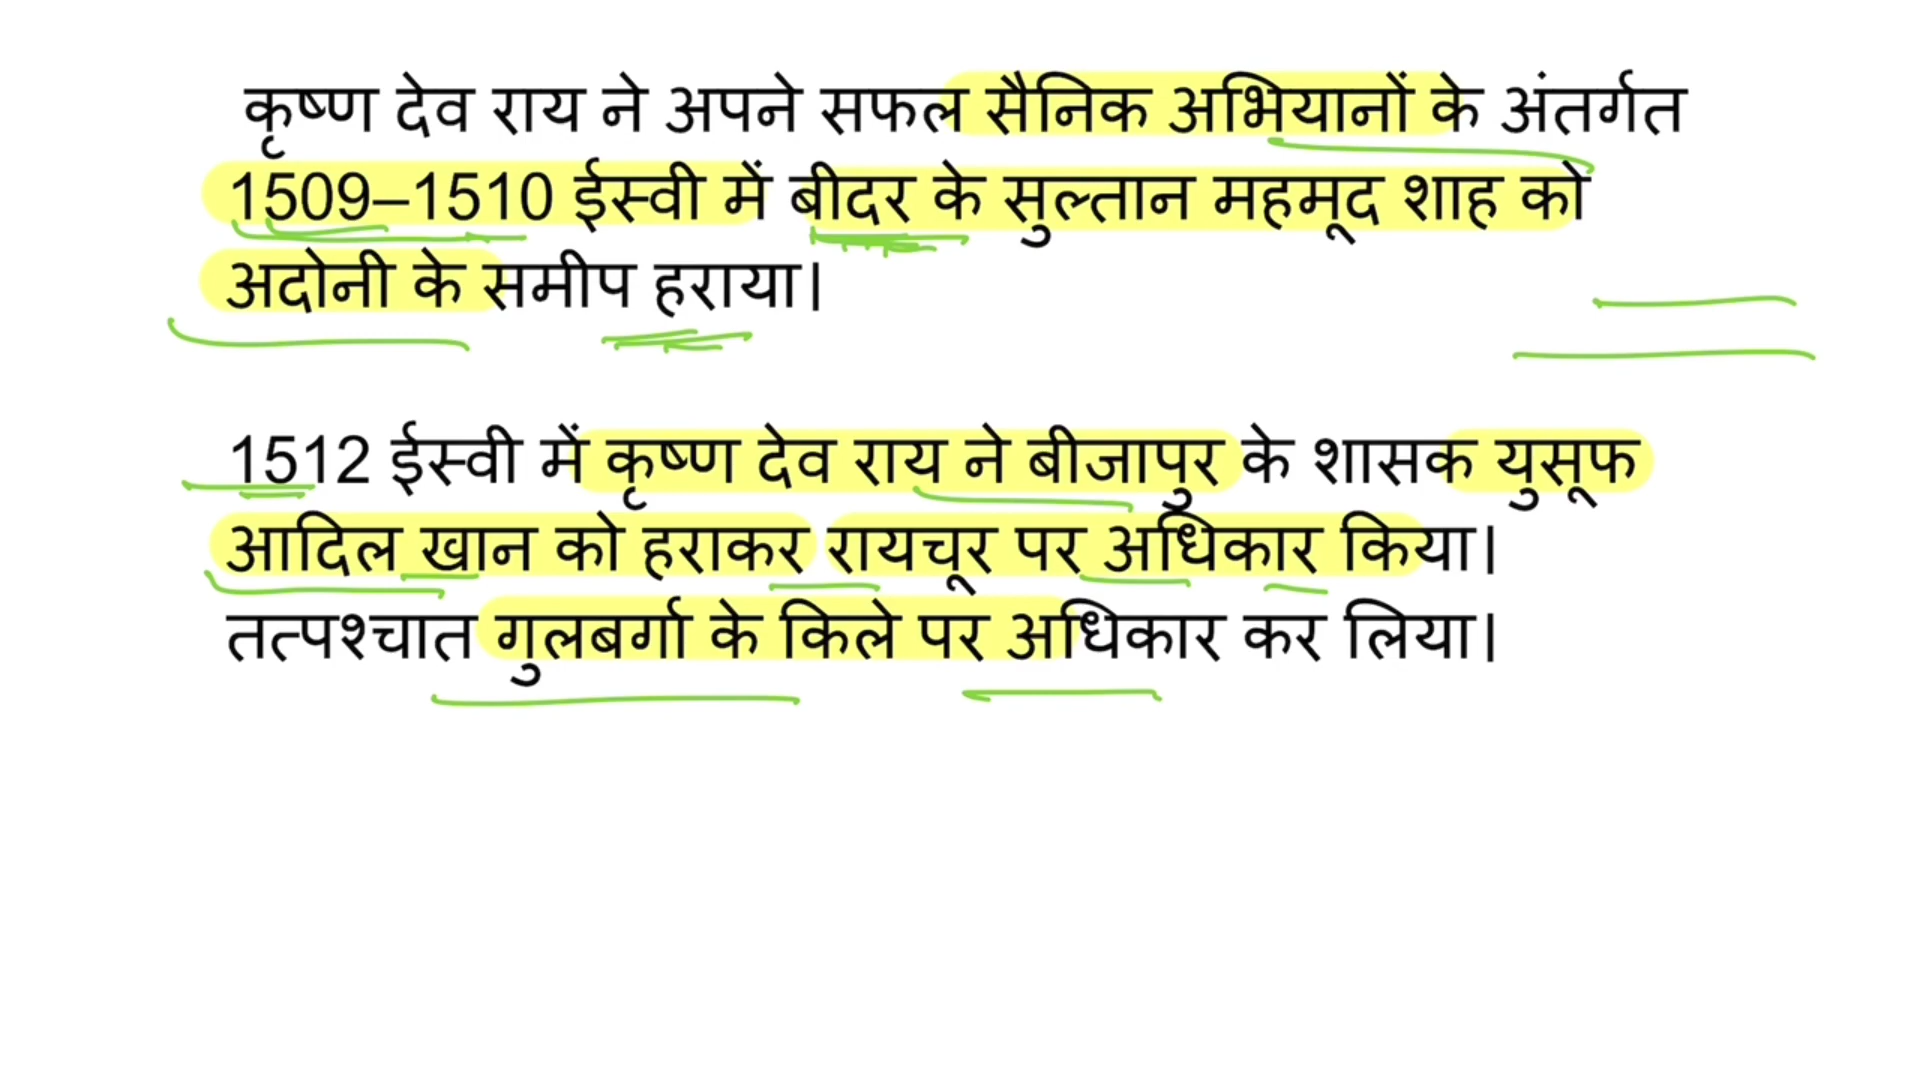 कृष्ण देव राय ने अपने सफल सैनिक अभियानों के अंतर्गत
1509–1510 ईस्वी में बीदर के सुल्तान महमूद शाह को
अदोनी के समीप हराया।
1512 ईस्वी में कृष्ण देव राय ने बीजापुर के शासक युसूफ
आदिल खान को हराकर रायचूर पर अधिकार किया।
तत्पश्चात गुलबर्गा के किले पर अधिकार कर लिया।